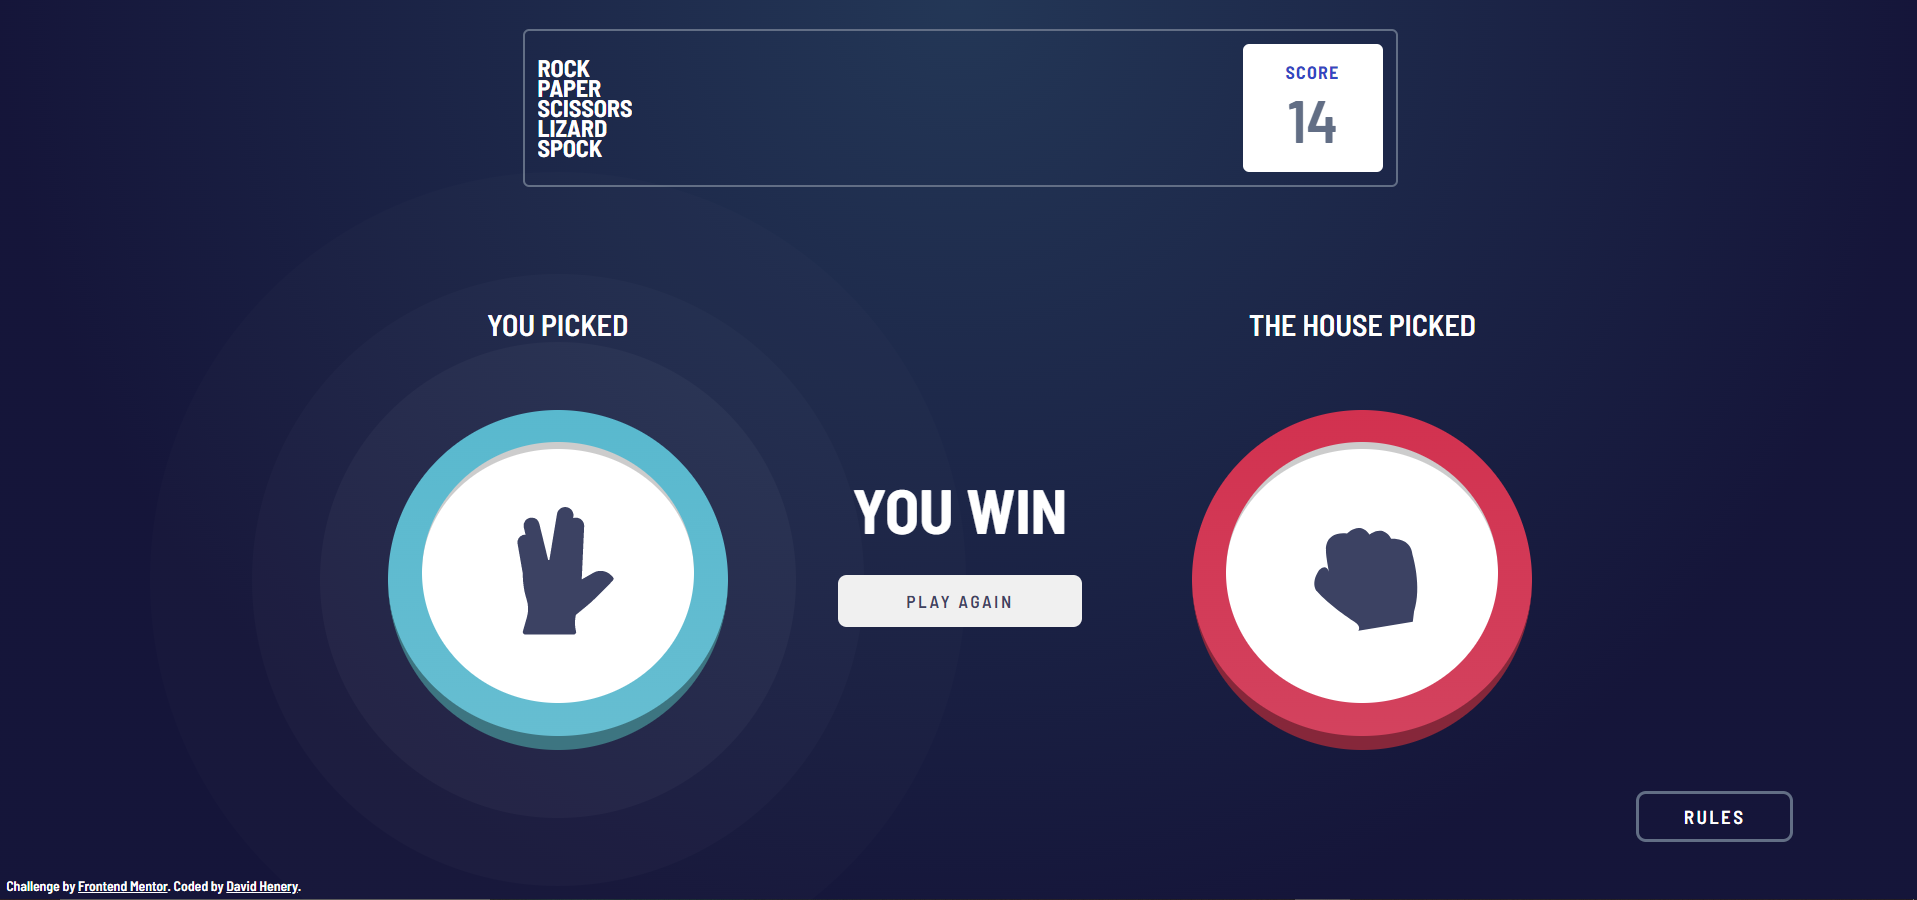 ROCK
PAPER
SCISSORS
LIZARD
SPOCK
SCORE
14
YOU PICKED
THE HOUSE PICKED
YOU WIN
PLAY AGAIN
RULES
Challenge by Frontend Mentor. Coded by David Henery.